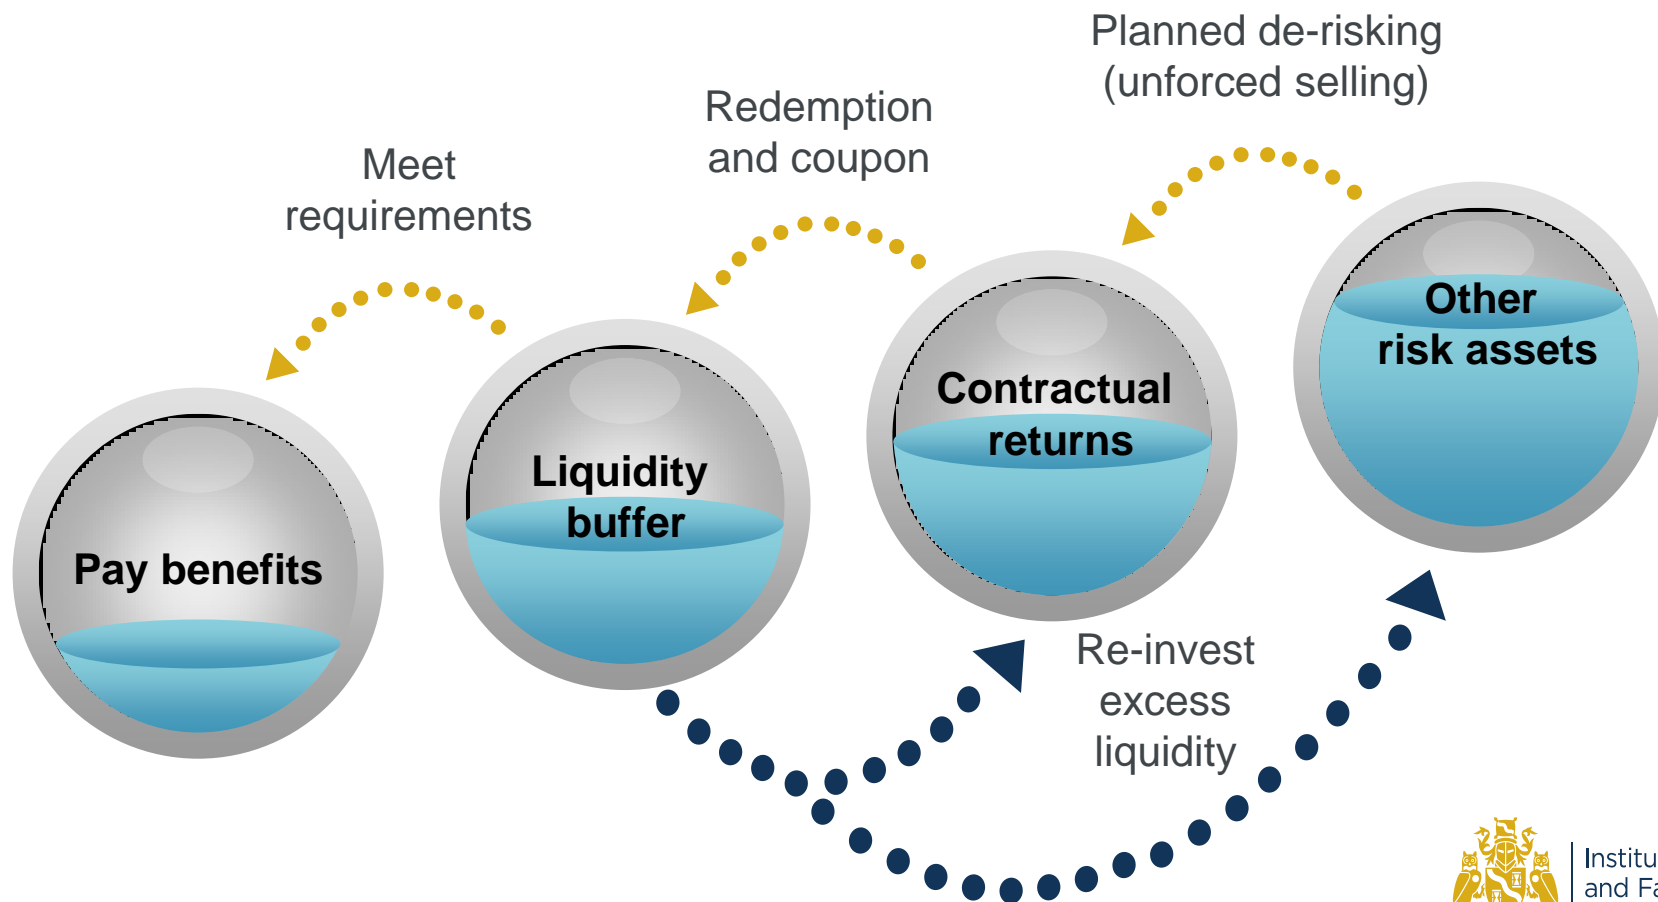 Planned de-risking
(unforced selling)
Redemption
and coupon
Meet
requirements
Other
risk assets
Contractual
returns
Liquidity
buffer
Pay benefits
Re-invest
excess
liquidity
and